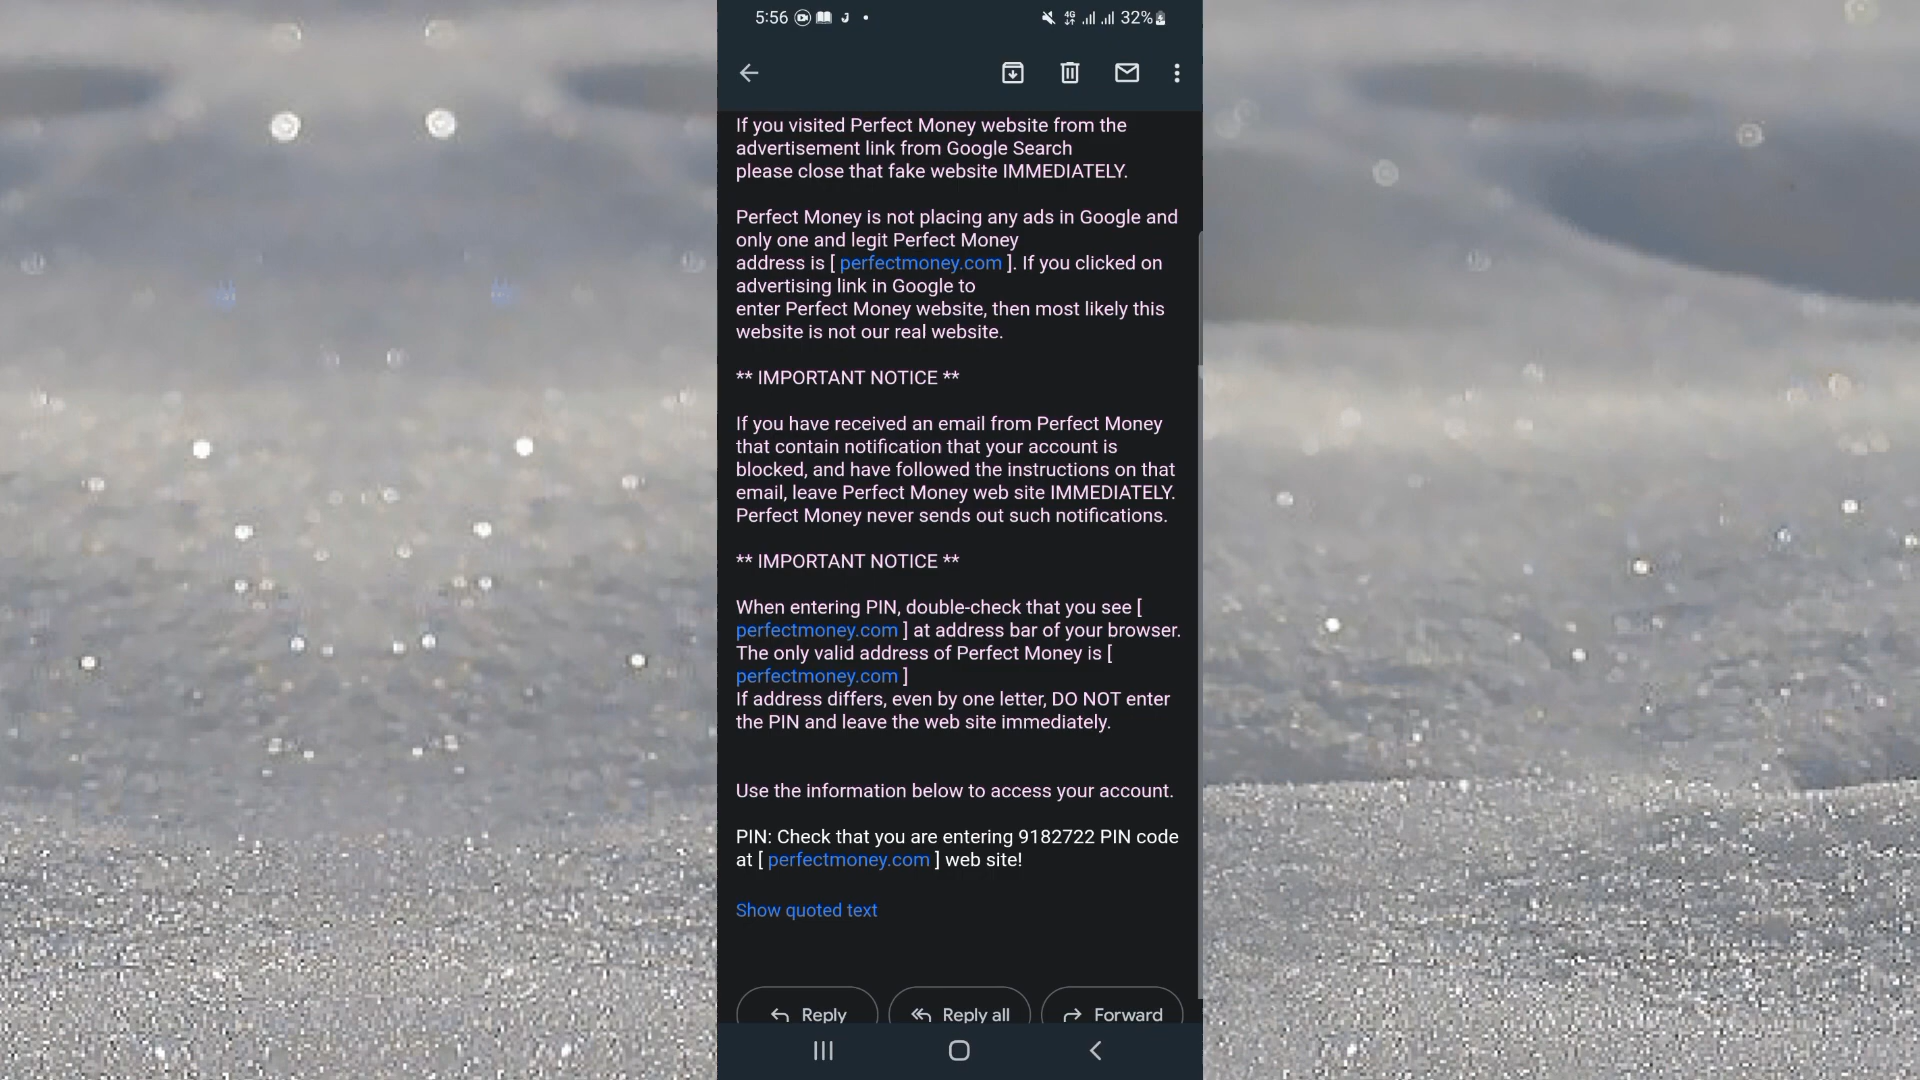 5:56
4G
32%
If you visited Perfect Money website from the
advertisement link from Google Search
please close that fake website IMMEDIATELY.
Perfect Money is not placing any ads in Google and
only one and legit Perfect Money
address is [ perfectmoney.com ]. If you clicked on
advertising link in Google to
enter Perfect Money website, then most likely this
website is not our real website.
** IMPORTANT NOTICE **
If you have received an email from Perfect Money
that contain notification that your account is
blocked, and have followed the instructions on that
email, leave Perfect Money web site IMMEDIATELY.
Perfect Money never sends out such notifications.
** IMPORTANT NOTICE **
When entering PIN, double-check that you see [
perfectmoney.com ] at address bar of your browser.
The only valid address of Perfect Money is [
perfectmoney.com ]
If address differs, even by one letter, DO NOT enter
the PIN and leave the web site immediately.
Use the information below to access your account.
PIN: Check that you are entering 9182722 PIN code
at [ perfectmoney.com ] web site!
Show quoted text
Reply
Reply all
Forward